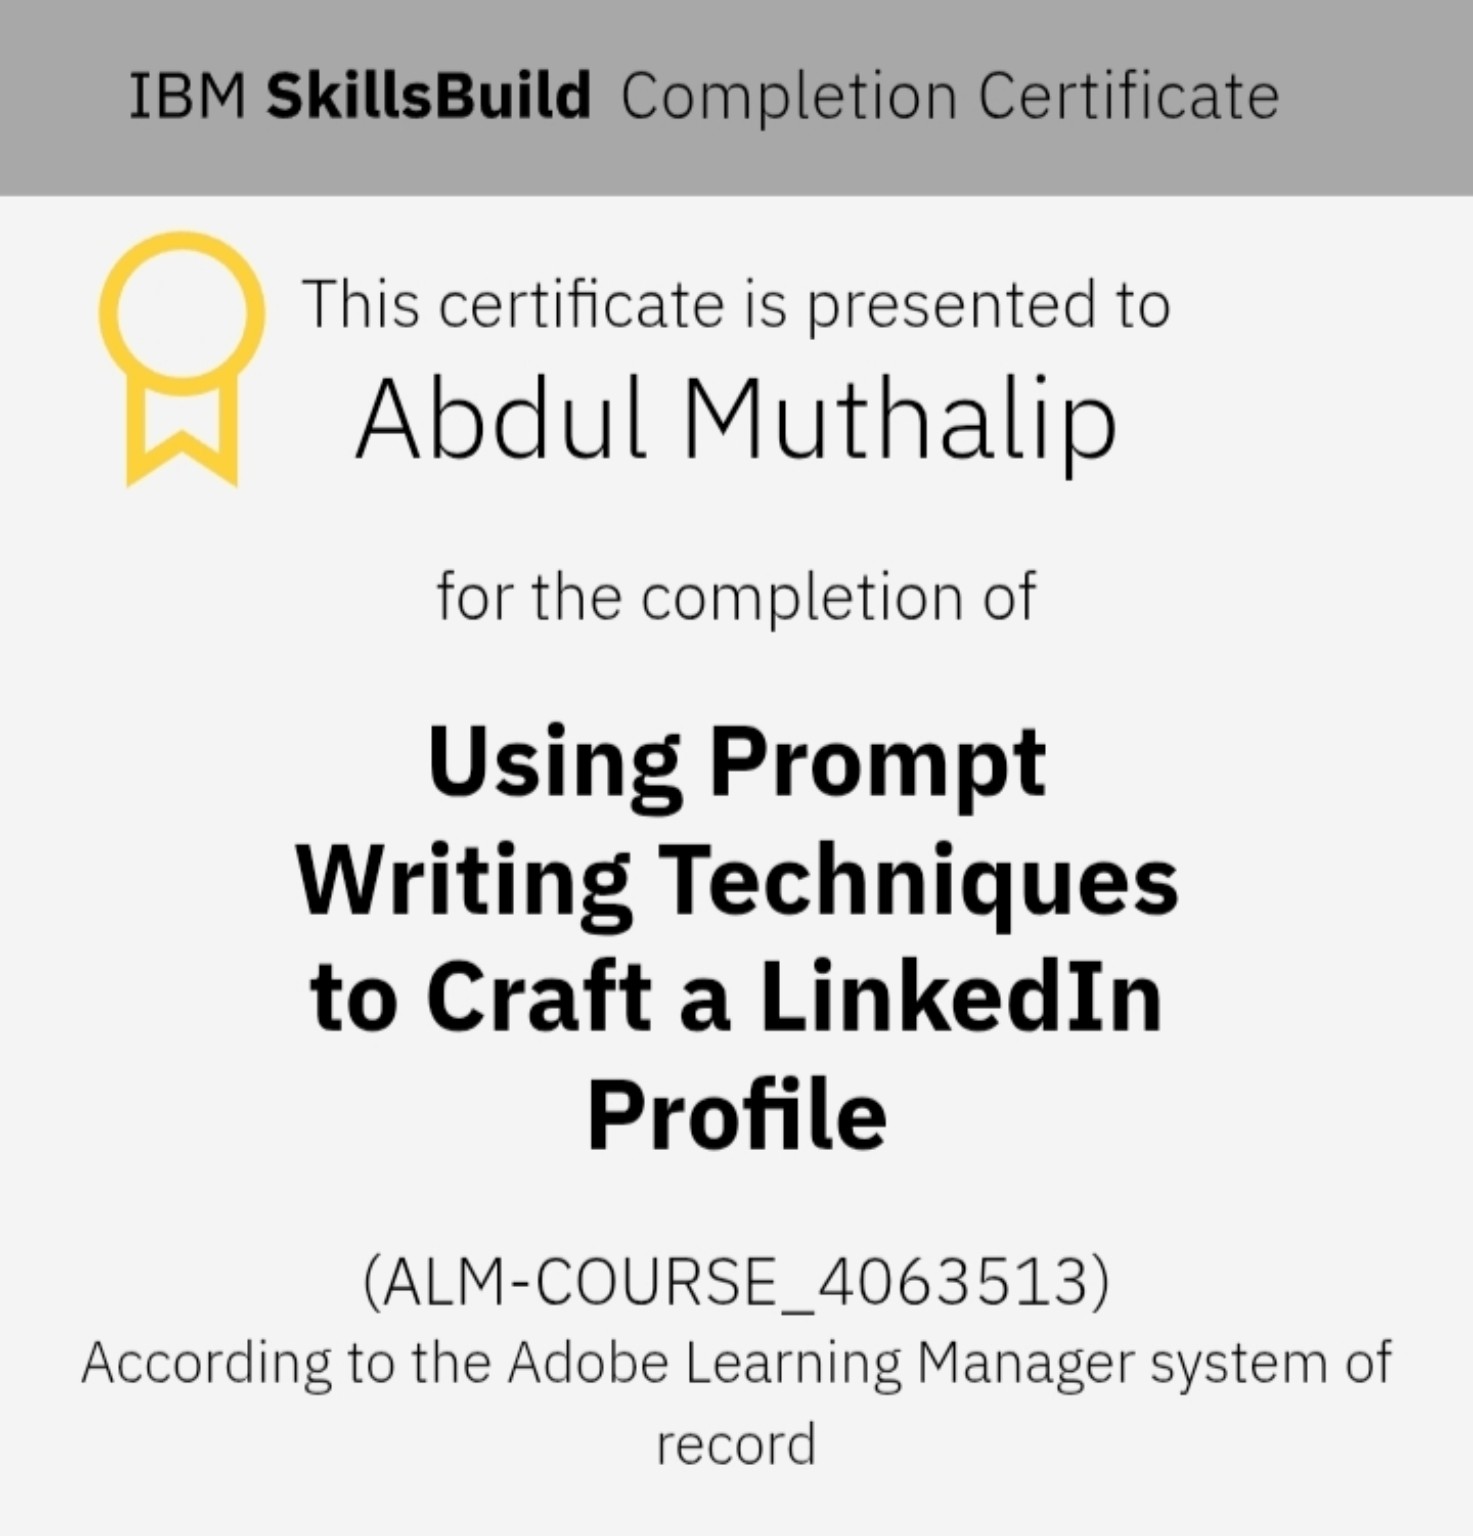 IBM SkillsBuild Completion Certificate
This certificate is presented to
Abdul Muthalip
for the completion of
Using Prompt
Writing Techniques
to Craft a LinkedIn
Profile
(ALM-COURSE_4063513)
According to the Adobe Learning Manager system of
record